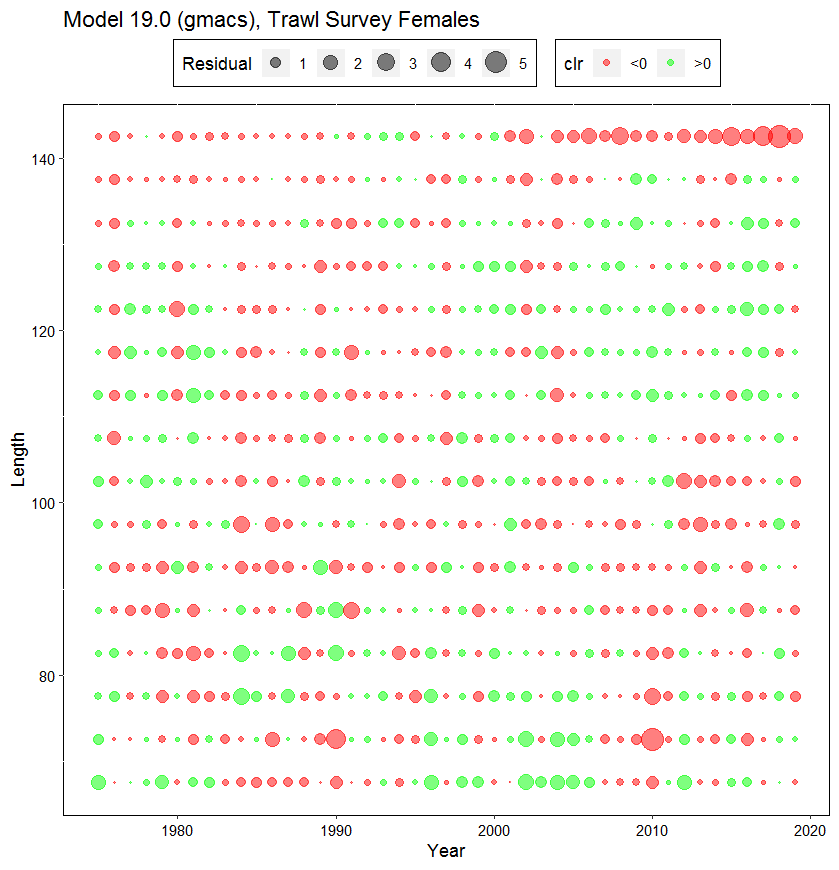 Model 19.0 (gmacs), Trawl Survey Females
Residual 1 2 3 4 5 clr <0 >0
140
120
100
80
Length
1980 1990 2000 2010 2020
Year